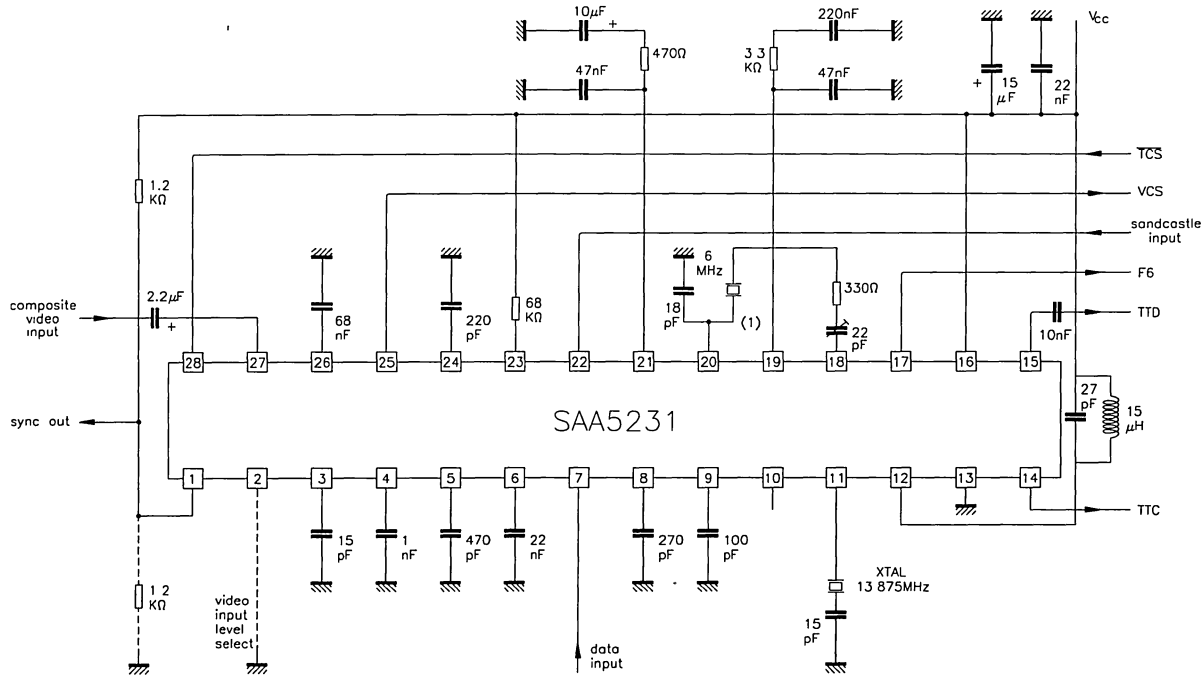 10μF
+
470Ω
47nF
3 3
KΩ
220nF
47nF
+
15
μF
22
nF
Vcc
TCS
VCS
sandcastle
input
F6
TTD
1.2
KΩ
composite
video
input
2.2μF
+
68
nF
220
pF
68
KΩ
18
pF
6
MHz
(1)
330Ω
22
pF
10nF
28
27
26
25
24
23
22
21
20
19
18
17
16
15
sync out
SAA5231
27
pF
15
μH
1
2
3
4
5
6
7
8
9
10
11
12
13
14
TTC
15
pF
1
nF
470
pF
22
nF
270
pF
100
pF
XTAL
13 875MHz
15
pF
1 2
KΩ
video
input
level
select
data
input